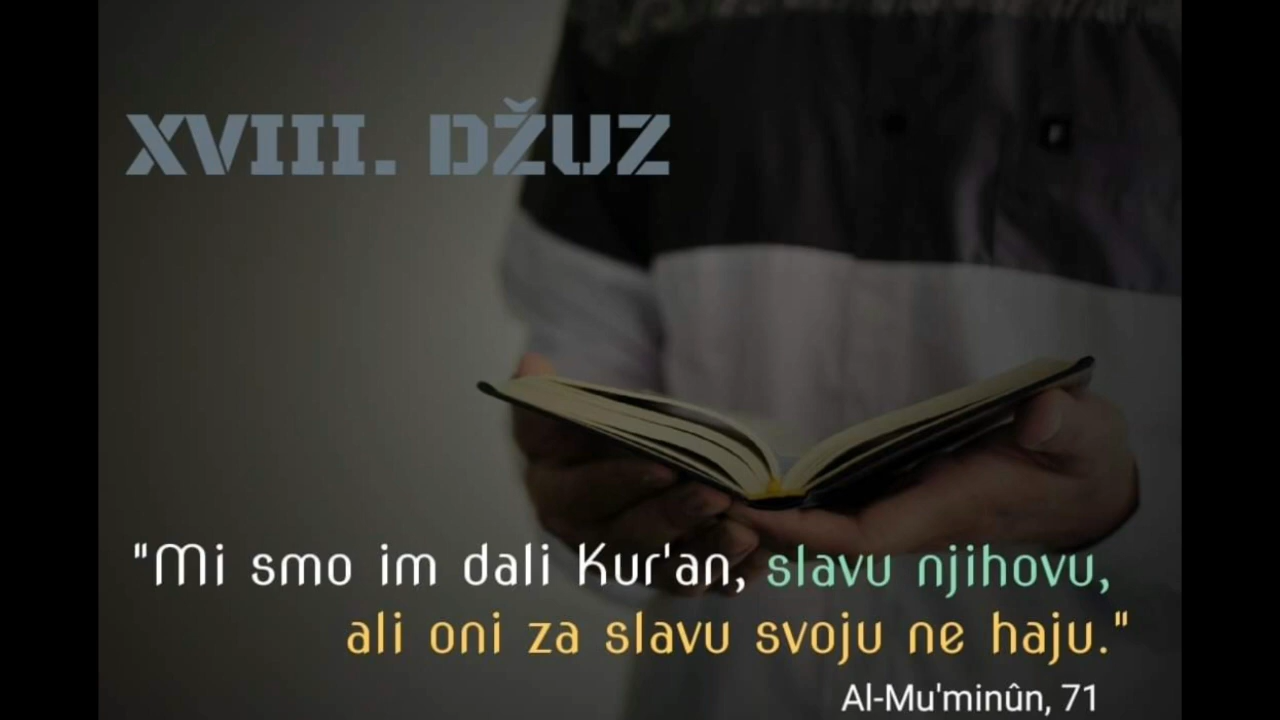 XVIII. DŽUZ
"Mi smo im dali Kur'an, slavu njihovu,
ali oni za slavu svoju ne haju."
Al-Mu'minûn, 71